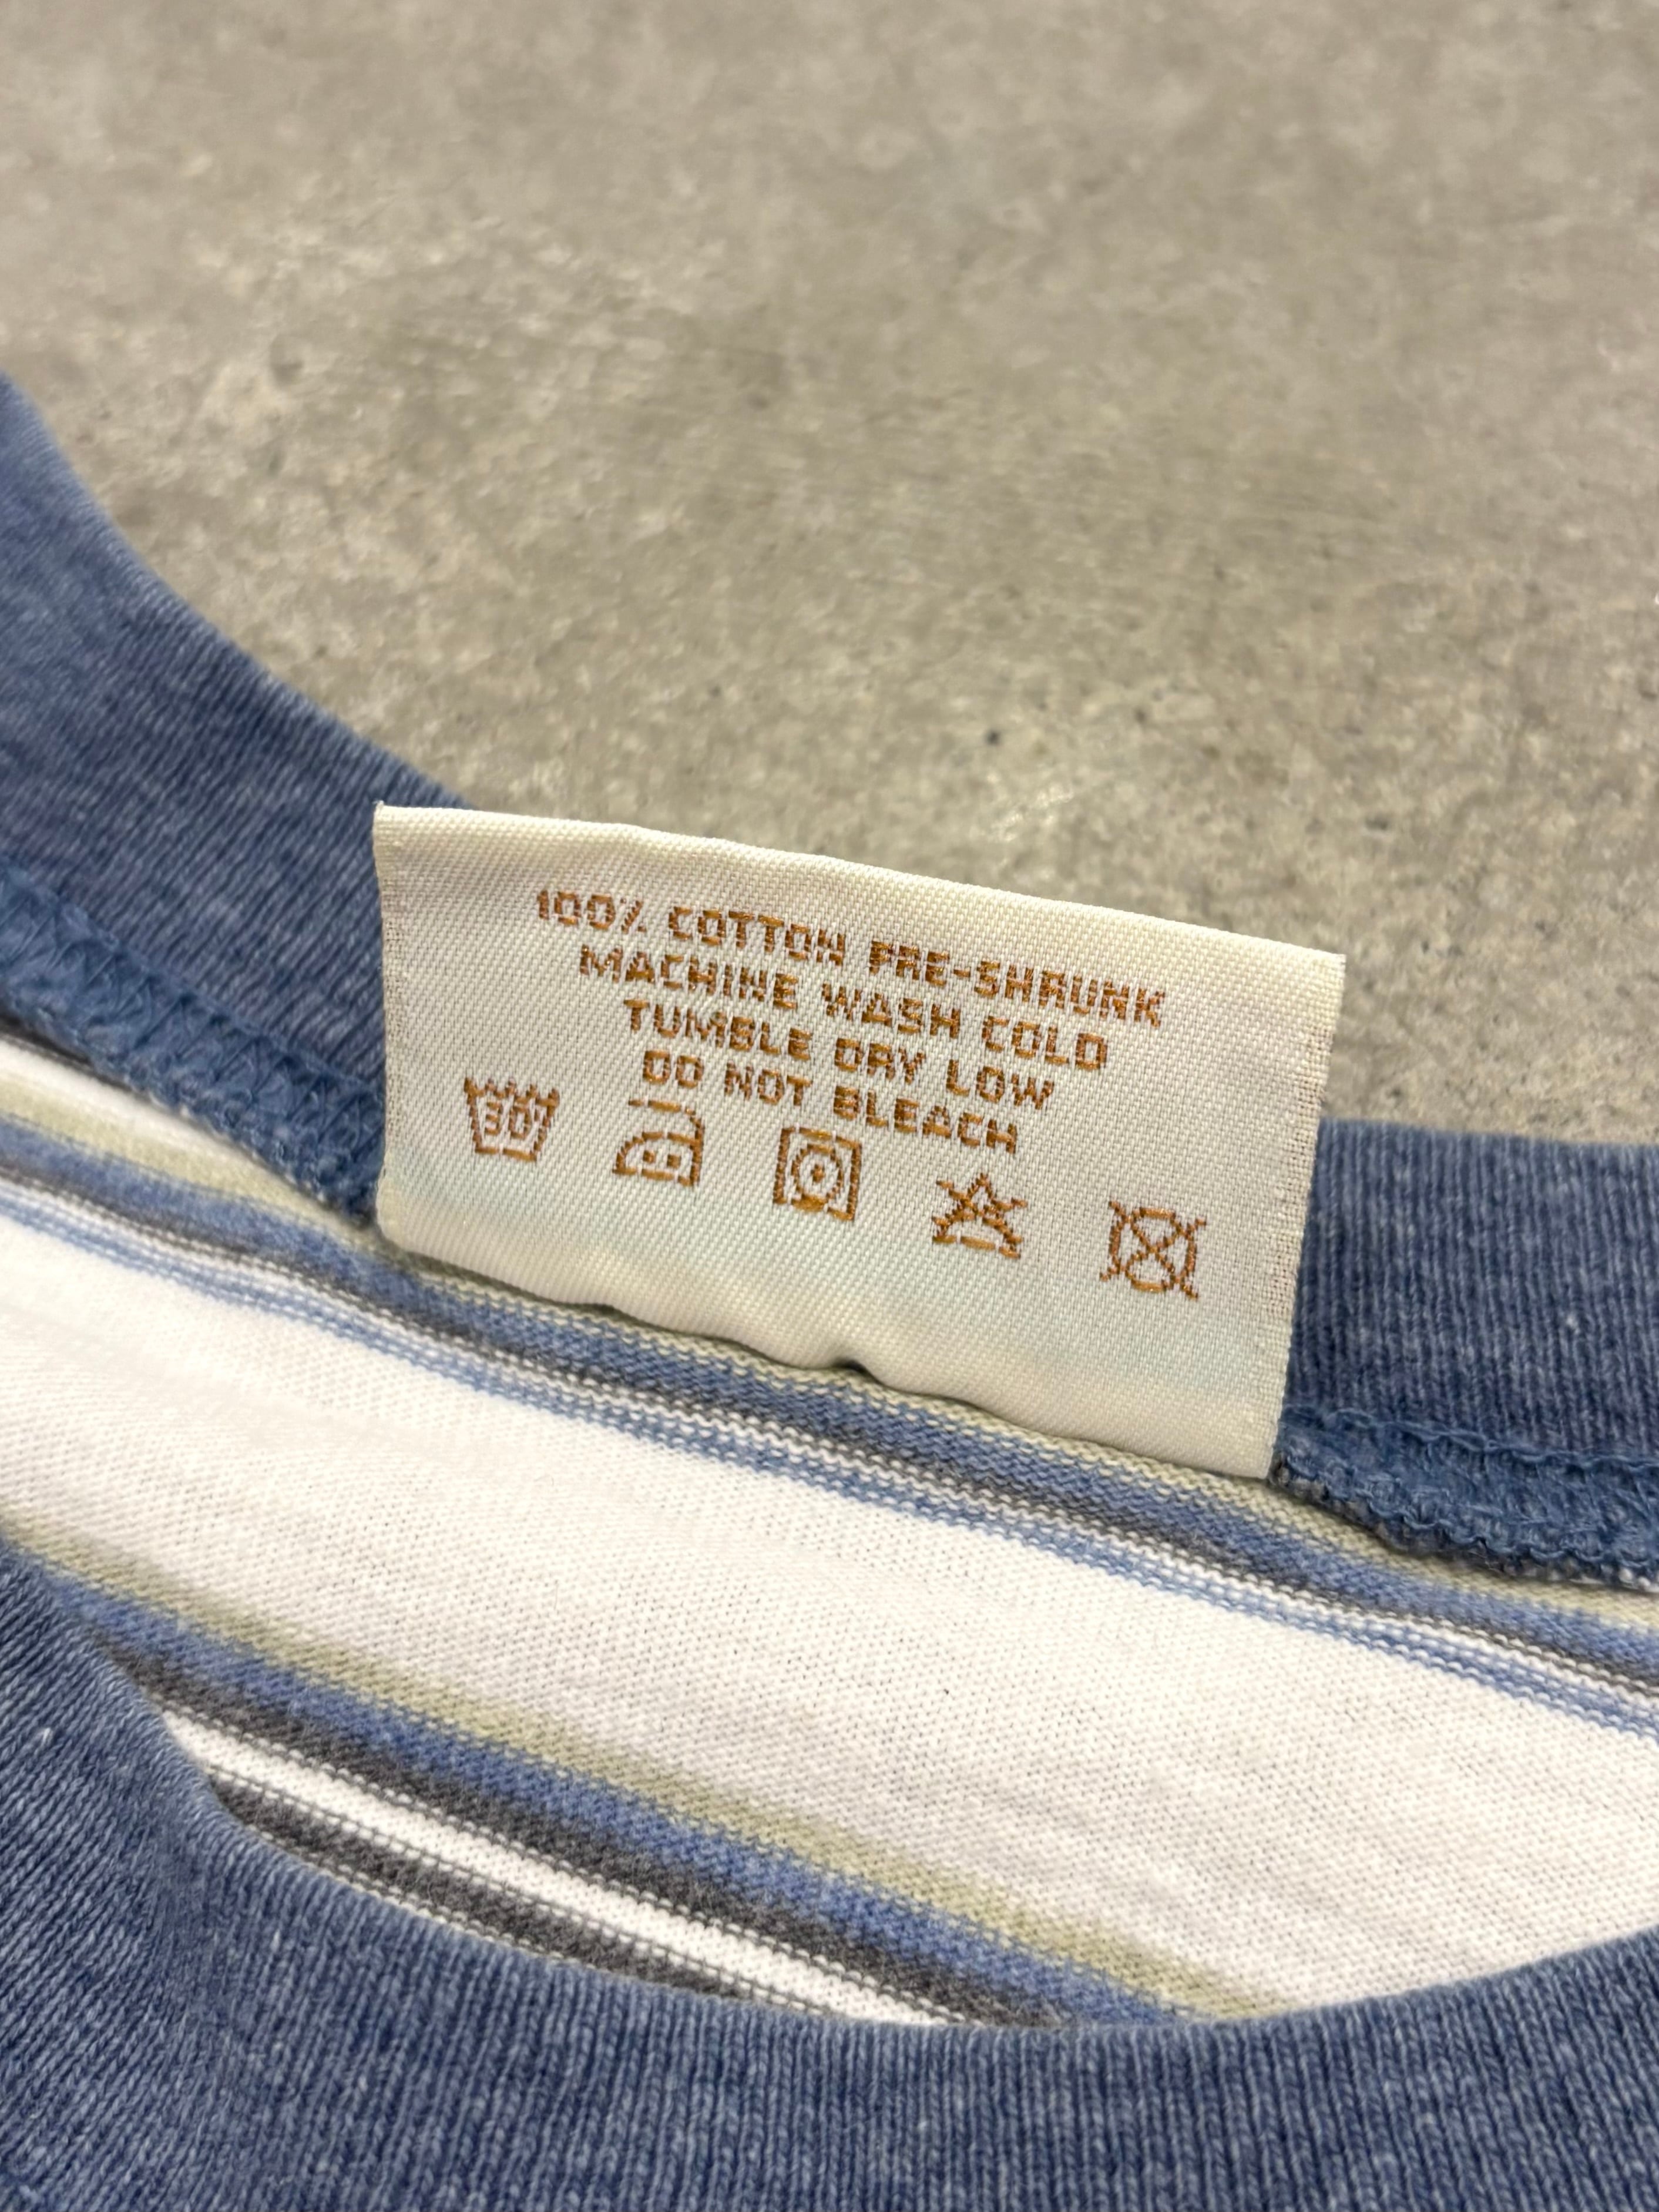 100% COTTON PRE-SHRUNK
MACHINE WASH COLD
TUMBLE DRY LOW
DO NOT BLEACH
30